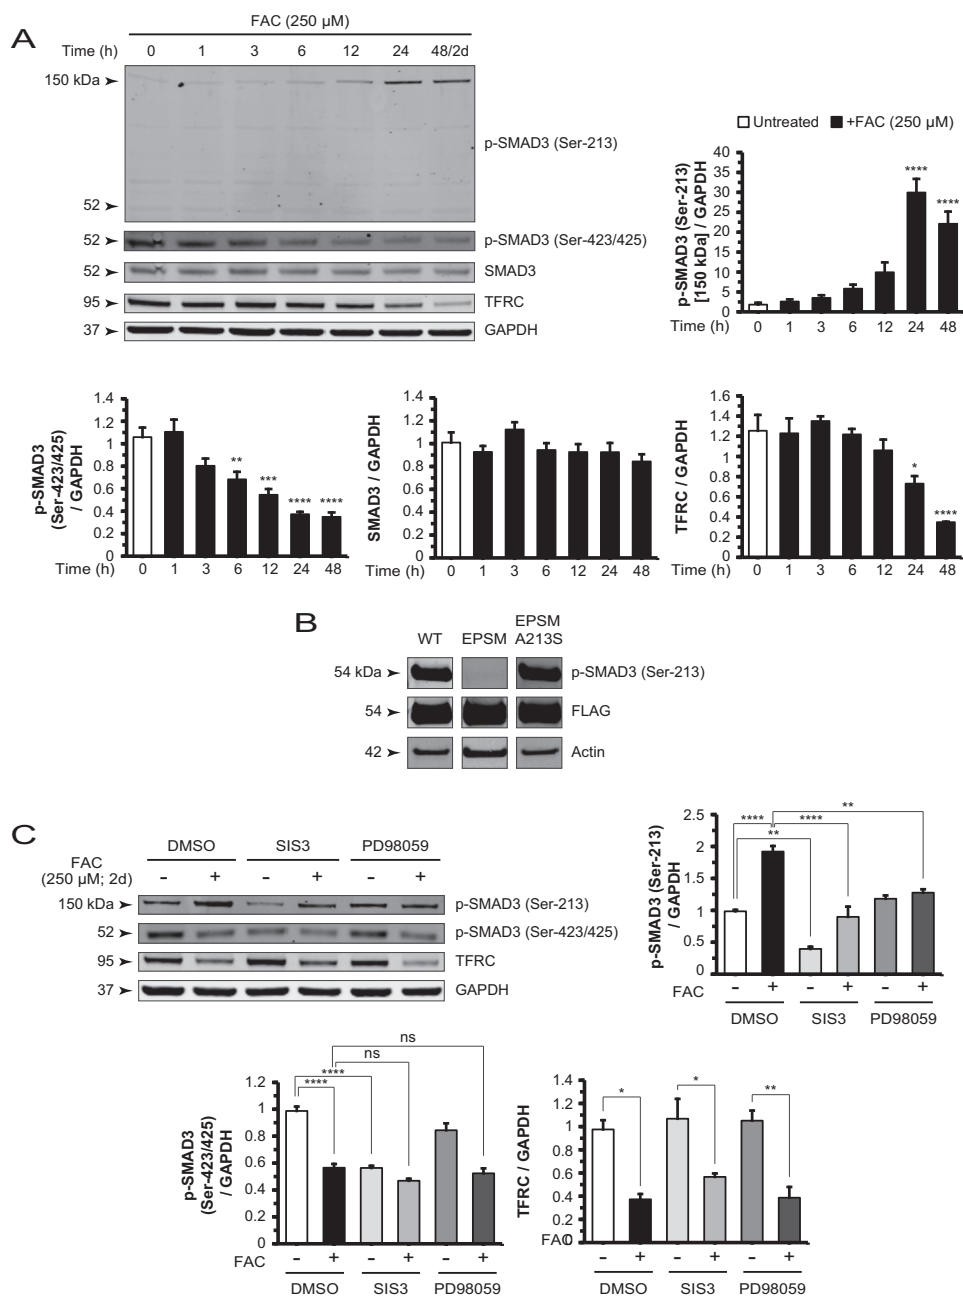 A
FAC (250 µM)
Time (h) 0 1 3 6 12 24 48/2d
150 kDa
p-SMAD3 (Ser-213)
52
52 p-SMAD3 (Ser-423/425)
52 SMAD3
95 TFRC
37 GAPDH
Untreated +FAC (250 µM)
p-SMAD3 (Ser-213)
[150 kDa] / GAPDH
40
35
30
25
20
15
10
5
0
**** ****
Time (h) 0 1 3 6 12 24 48
p-SMAD3
(Ser-423/425)
/ GAPDH
1.4
1.2
1
0.8
0.6
0.4
0.2
0
** *** **** ****
Time (h) 0 1 3 6 12 24 48
SMAD3 / GAPDH
1.4
1.2
1
0.8
0.6
0.4
0.2
0
Time (h) 0 1 3 6 12 24 48
TFRC / GAPDH
1.6
1.4
1.2
1
0.8
0.6
0.4
0.2
0
* ****
Time (h) 0 1 3 6 12 24 48
B
WT EPSM EPSM
A213S
54 kDa p-SMAD3 (Ser-213)
54 FLAG
42 Actin
C
DMSO SIS3 PD98059
FAC
(250 µM; 2d) - + - + - +
150 kDa p-SMAD3 (Ser-213)
52 p-SMAD3 (Ser-423/425)
95 TFRC
37 GAPDH
p-SMAD3 (Ser-213)
/ GAPDH
2.5
2
1.5
1
0.5
0
**
**** ****
**
FAC - + - + - +
DMSO SIS3 PD98059
p-SMAD3
(Ser-423/425)
/ GAPDH
1.2
1
0.8
0.6
0.4
0.2
0
ns
ns
****
****
FAC - + - + - +
DMSO SIS3 PD98059
TFRC / GAPDH
1.4
1.2
1
0.8
0.6
0.4
0.2
0
* * **
FAC - + - + - +
DMSO SIS3 PD98059